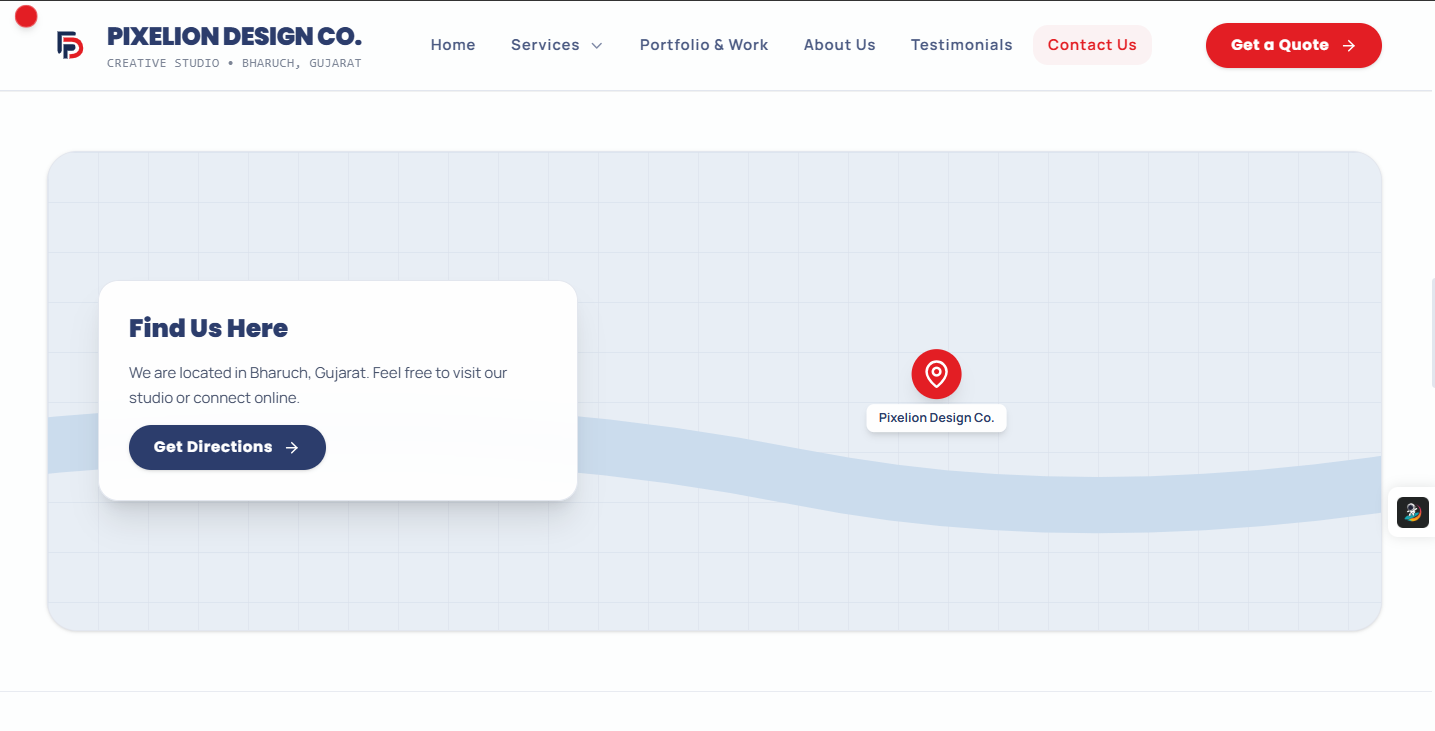 PIXELION DESIGN CO.
CREATIVE STUDIO • BHARUCH, GUJARAT
Home
Services
Portfolio & Work
About Us
Testimonials
Contact Us
Get a Quote
Find Us Here
We are located in Bharuch, Gujarat. Feel free to visit our
studio or connect online.
Get Directions
Pixelion Design Co.